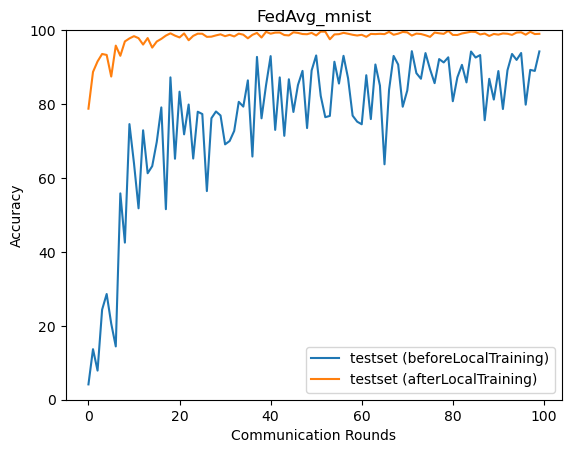 FedAvg_mnist
100
80
60
40
20
0
Accuracy
testset (beforeLocalTraining)
testset (afterLocalTraining)
0 20 40 60 80 100
Communication Rounds